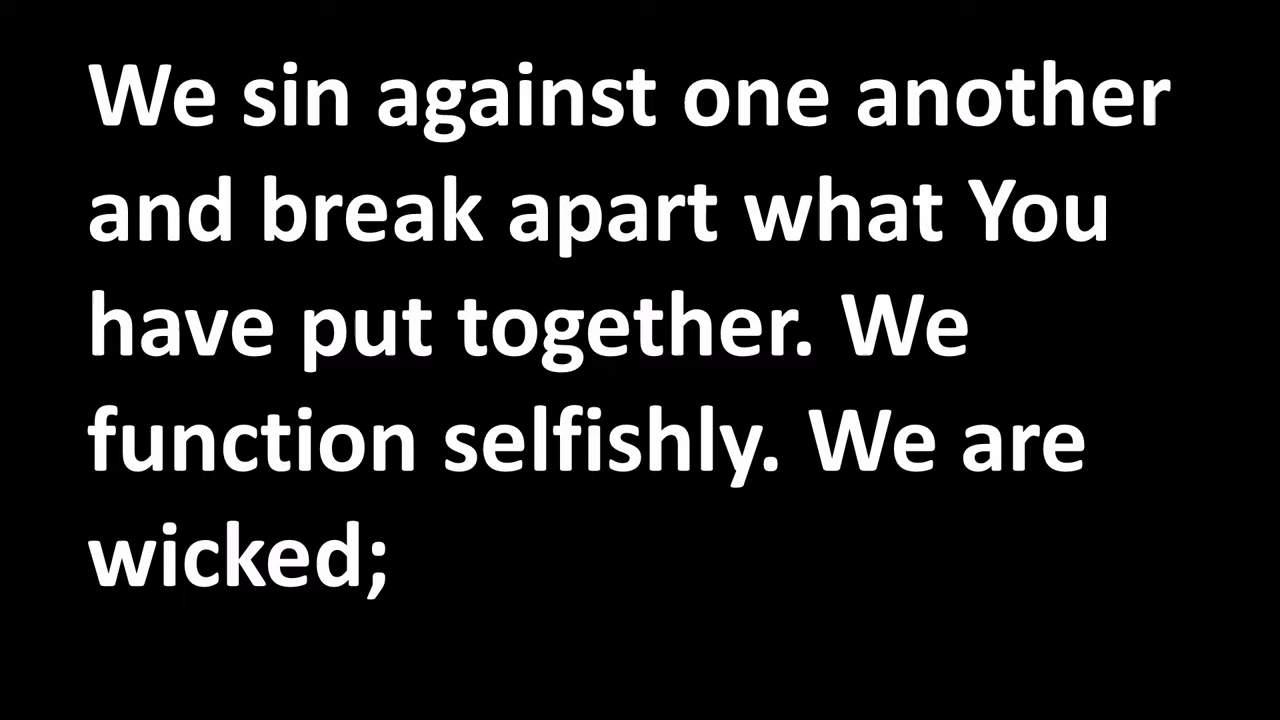 We sin against one another
and break apart what You
have put together. We
function selfishly. We are
wicked;